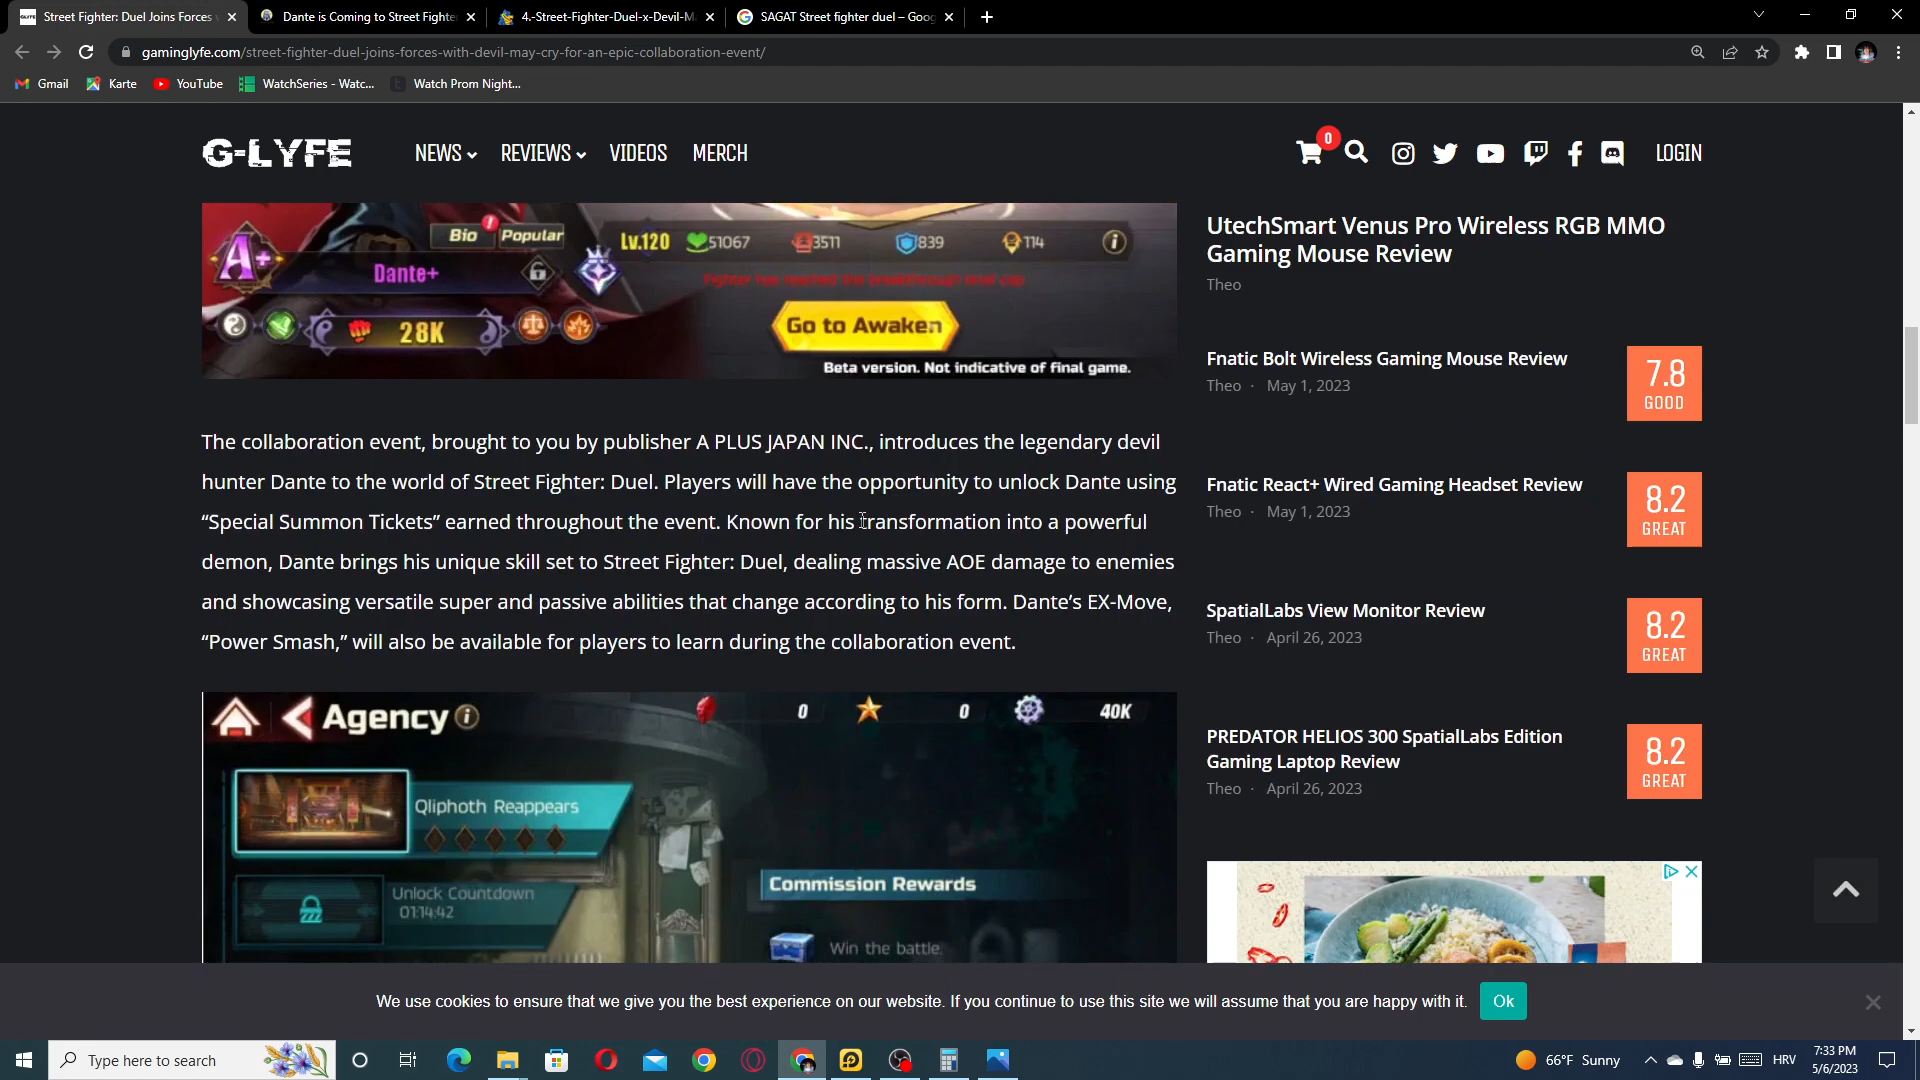 Street Fighter: Duel Joins Forces
Dante is Coming to Street Fighte
4.-Street-Fighter-Duel-x-Devil-M
SAGAT Street fighter duel – Goog
gaminglyfe.com/street-fighter-duel-joins-forces-with-devil-may-cry-for-an-epic-collaboration-event/
Gmail Karte YouTube WatchSeries - Watc... Watch Prom Night...
G-LYFE NEWS REVIEWS VIDEOS MERCH 0 LOGIN
Bio Popular Lv.120 51067 3511 839 114
A+ Dante+
Fighter has reached the breakthrough level cap
28K Go to Awaken
Beta version. Not indicative of final game.
The collaboration event, brought to you by publisher A PLUS JAPAN INC., introduces the legendary devil
hunter Dante to the world of Street Fighter: Duel. Players will have the opportunity to unlock Dante using
“Special Summon Tickets” earned throughout the event. Known for his transformation into a powerful
demon, Dante brings his unique skill set to Street Fighter: Duel, dealing massive AOE damage to enemies
and showcasing versatile super and passive abilities that change according to his form. Dante’s EX-Move,
“Power Smash,” will also be available for players to learn during the collaboration event.
Agency 0 0 40K
Qliphoth Reappears
Unlock Countdown
01:14:42
Commission Rewards
Win the battle.
UtechSmart Venus Pro Wireless RGB MMO
Gaming Mouse Review
Theo
Fnatic Bolt Wireless Gaming Mouse Review
Theo · May 1, 2023
7.8
GOOD
Fnatic React+ Wired Gaming Headset Review
Theo · May 1, 2023
8.2
GREAT
SpatialLabs View Monitor Review
Theo · April 26, 2023
8.2
GREAT
PREDATOR HELIOS 300 SpatialLabs Edition
Gaming Laptop Review
Theo · April 26, 2023
8.2
GREAT
We use cookies to ensure that we give you the best experience on our website. If you continue to use this site we will assume that you are happy with it. Ok
Type here to search
66°F Sunny
HRV
7:33 PM
5/6/2023